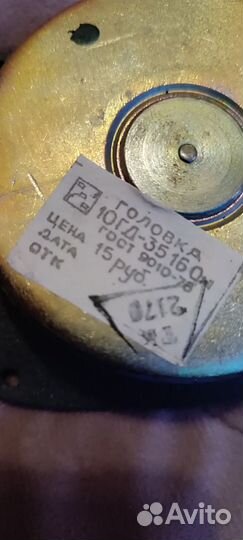 ГОЛОВКА
10ГД-35 16 Ом
ГОСТ 9010-78
ЦЕНА 15 руб
ДАТА
ОТК
2170
Avito